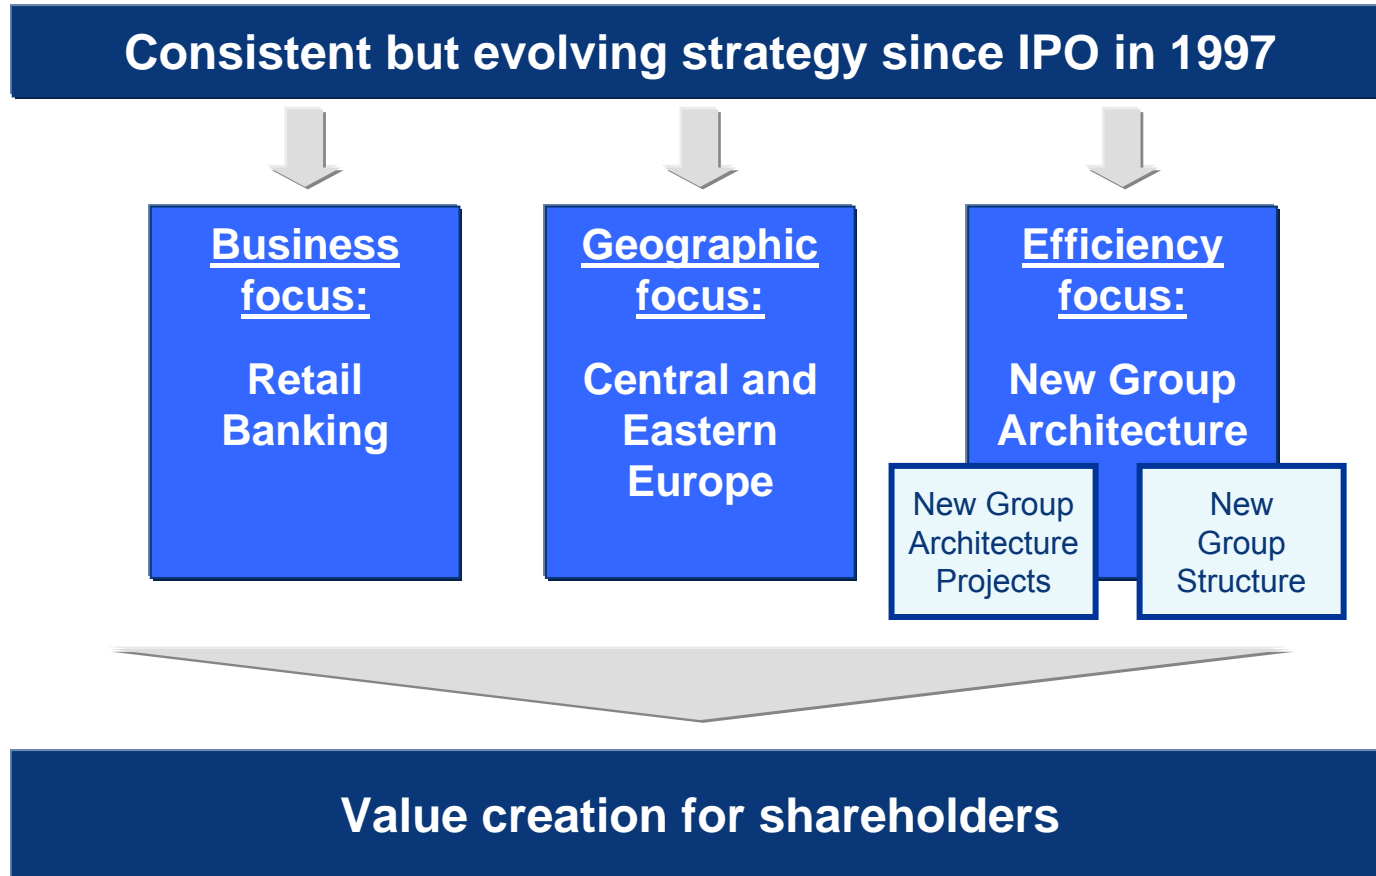 Consistent but evolving strategy since IPO in 1997
Business
focus:
Retail
Banking
Geographic
focus:
Central and
Eastern
Europe
Efficiency
focus:
New Group
Architecture
New Group
Architecture
Projects
New
Group
Structure
Value creation for shareholders